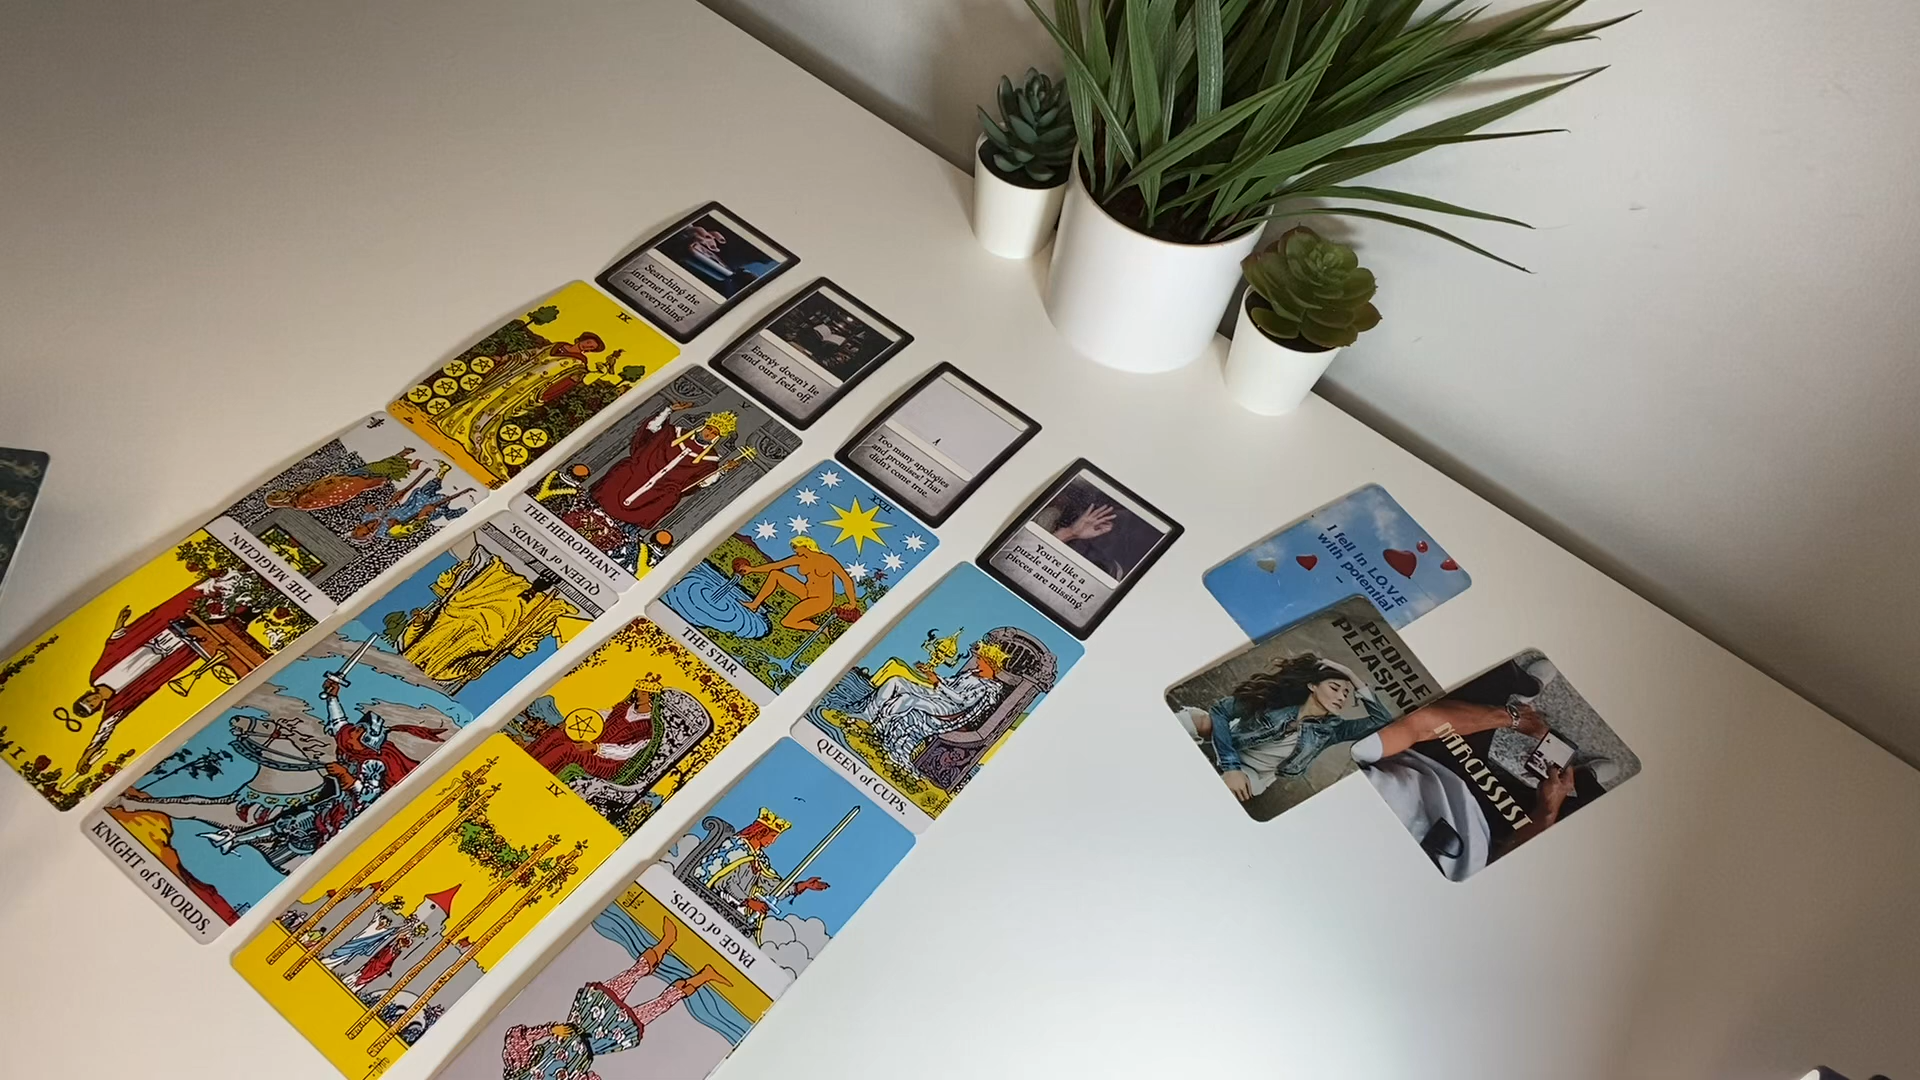 Searching the
internet for any
and everything
Energy doesn't lie
and ours feels off.
Too many apologies
and promises! That
didn't come true.
You're like a
puzzle and a lot of
pieces are missing.
IX
V
THE HIEROPHANT.
XVII
THE STAR.
QUEEN of CUPS.
THE MAGICIAN.
I
QUEEN of WANDS.
KNIGHT of SWORDS.
IV
PAGE of CUPS.
I fell in L.O.V.E
with potential
PEOPLE
PLEASING
NARCISSIST